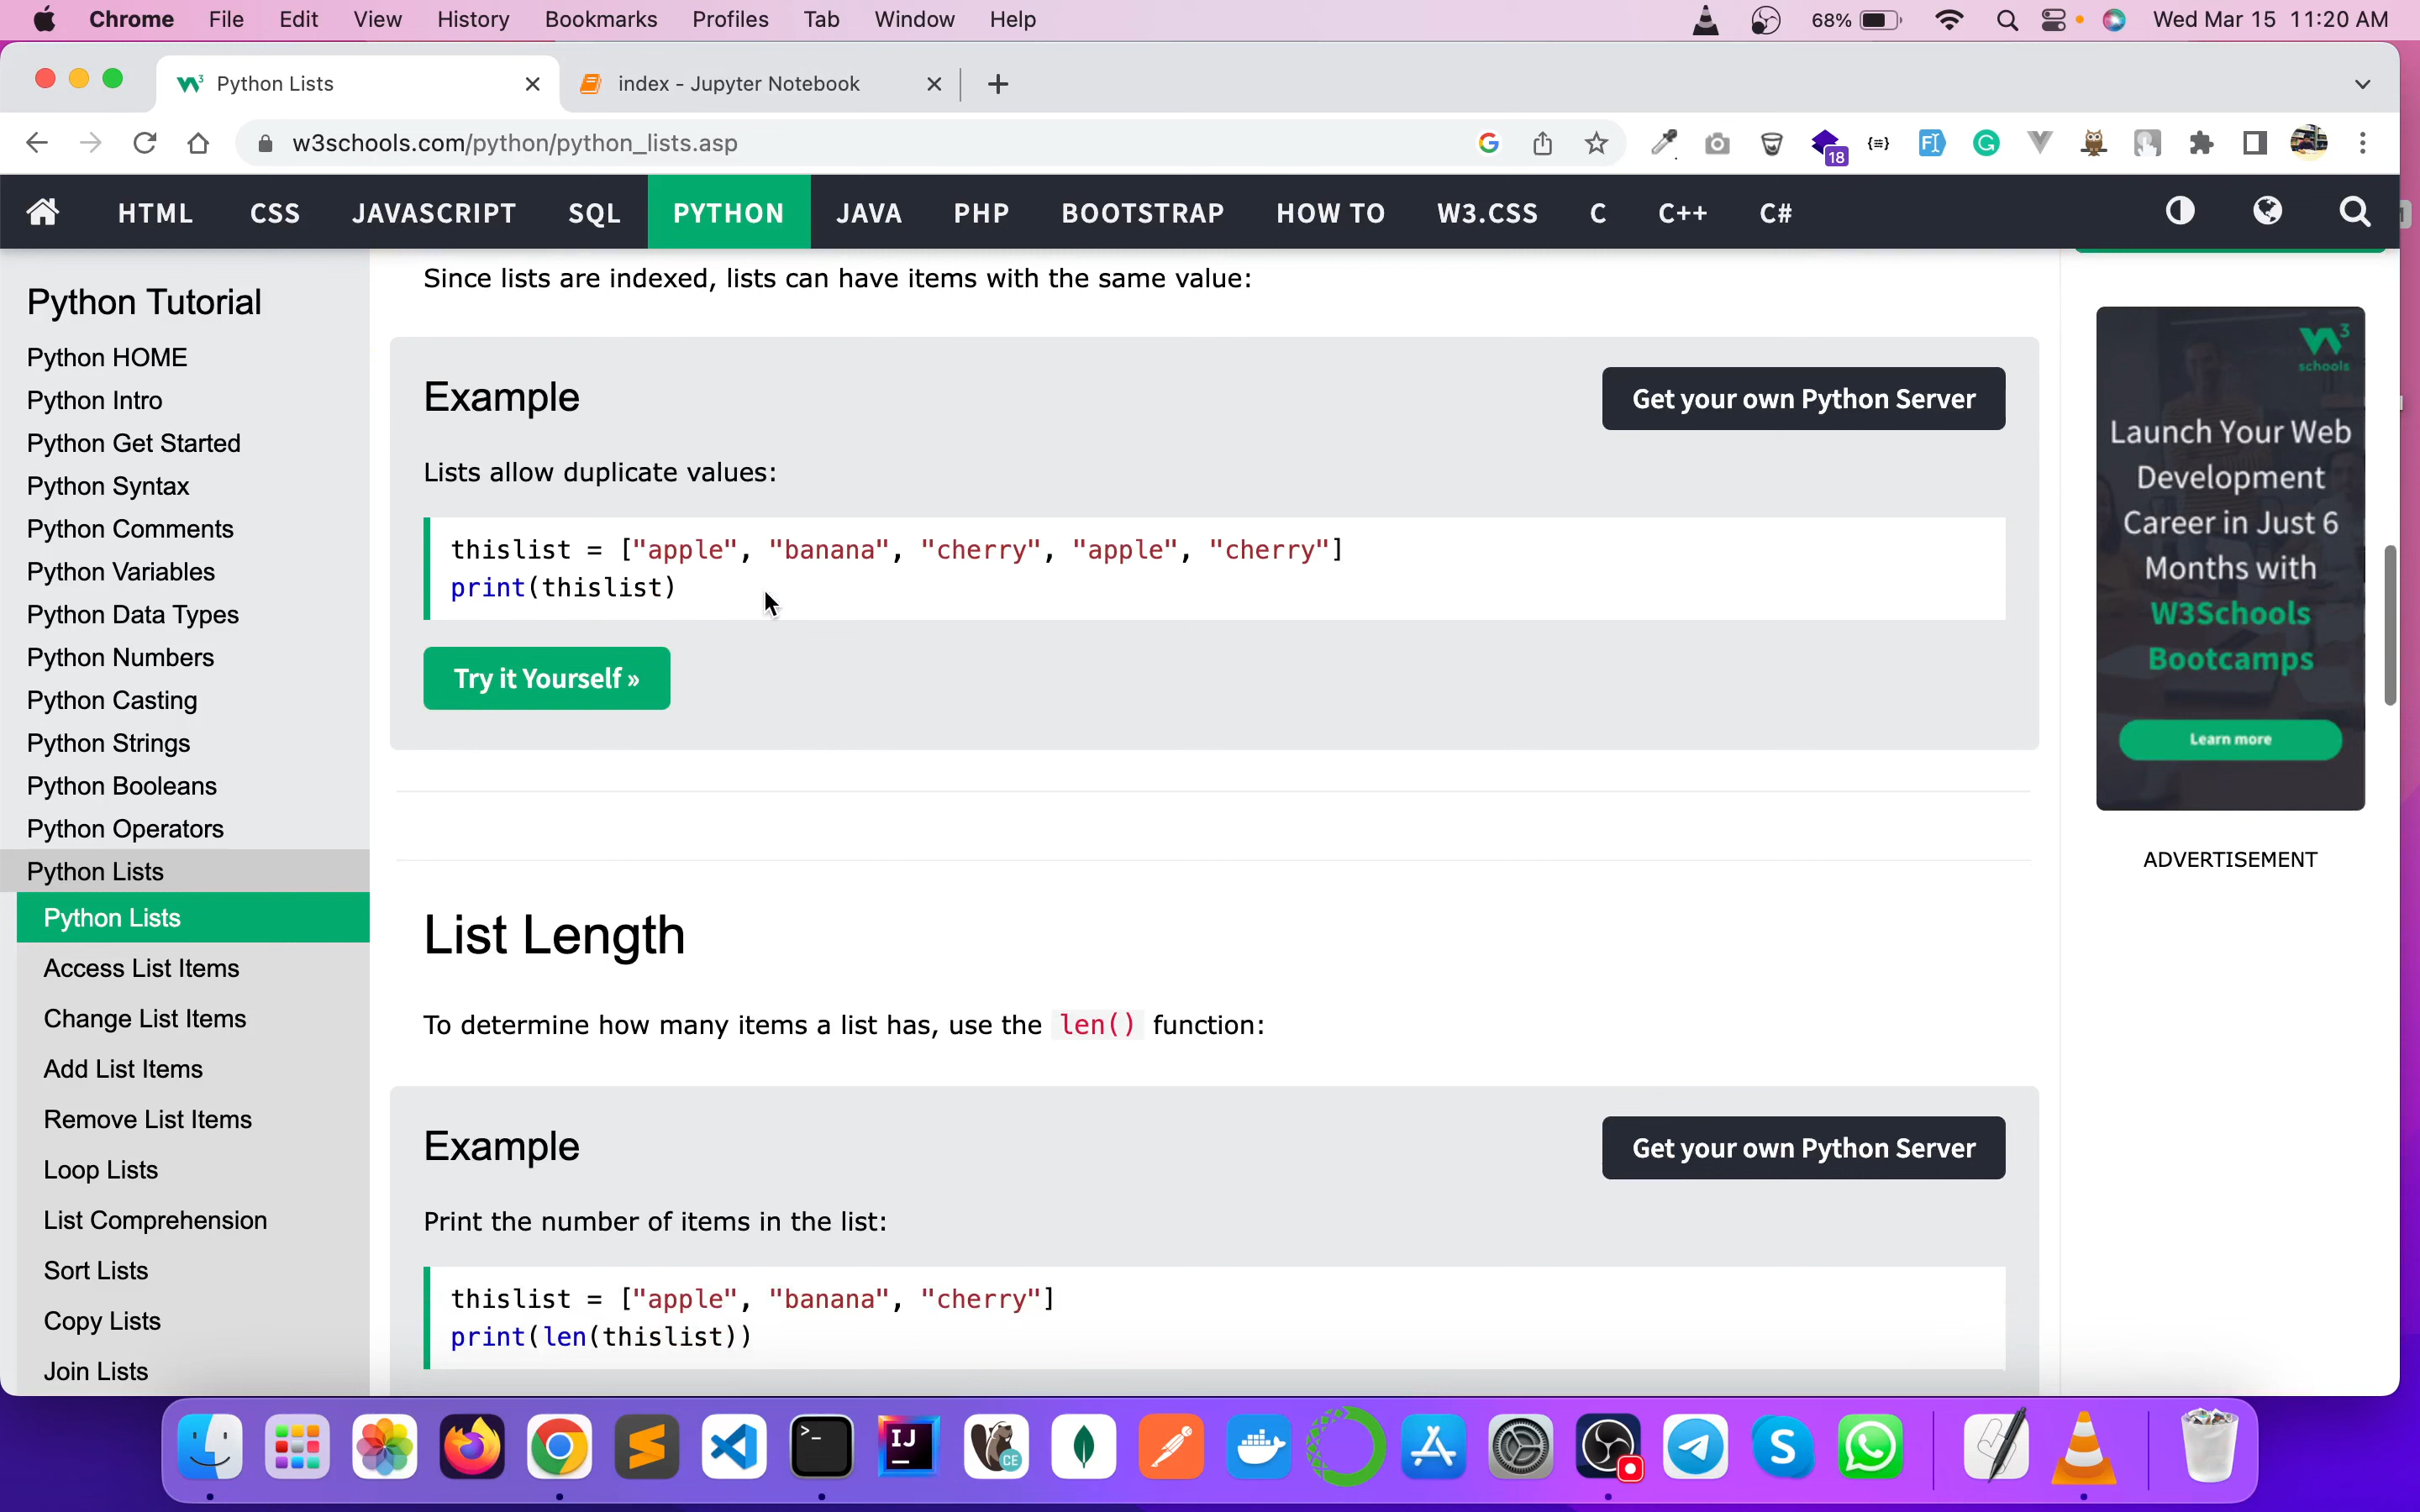 Chrome File Edit View History Bookmarks Profiles Tab Window Help 68% Wed Mar 15 11:20 AM
Python Lists index - Jupyter Notebook
w3schools.com/python/python_lists.asp 18
HTML CSS JAVASCRIPT SQL PYTHON JAVA PHP BOOTSTRAP HOW TO W3.CSS C C++ C#
Python Tutorial
Python HOME
Python Intro
Python Get Started
Python Syntax
Python Comments
Python Variables
Python Data Types
Python Numbers
Python Casting
Python Strings
Python Booleans
Python Operators
Python Lists
Python Lists
Access List Items
Change List Items
Add List Items
Remove List Items
Loop Lists
List Comprehension
Sort Lists
Copy Lists
Join Lists
Since lists are indexed, lists can have items with the same value:
Example
Get your own Python Server
Lists allow duplicate values:
thislist = ["apple", "banana", "cherry", "apple", "cherry"]
print(thislist)
Try it Yourself »
List Length
To determine how many items a list has, use the len() function:
Example
Get your own Python Server
Print the number of items in the list:
thislist = ["apple", "banana", "cherry"]
print(len(thislist))
W3
schools
Launch Your Web
Development
Career in Just 6
Months with
W3Schools
Bootcamps
Learn more
ADVERTISEMENT
IJ
CE